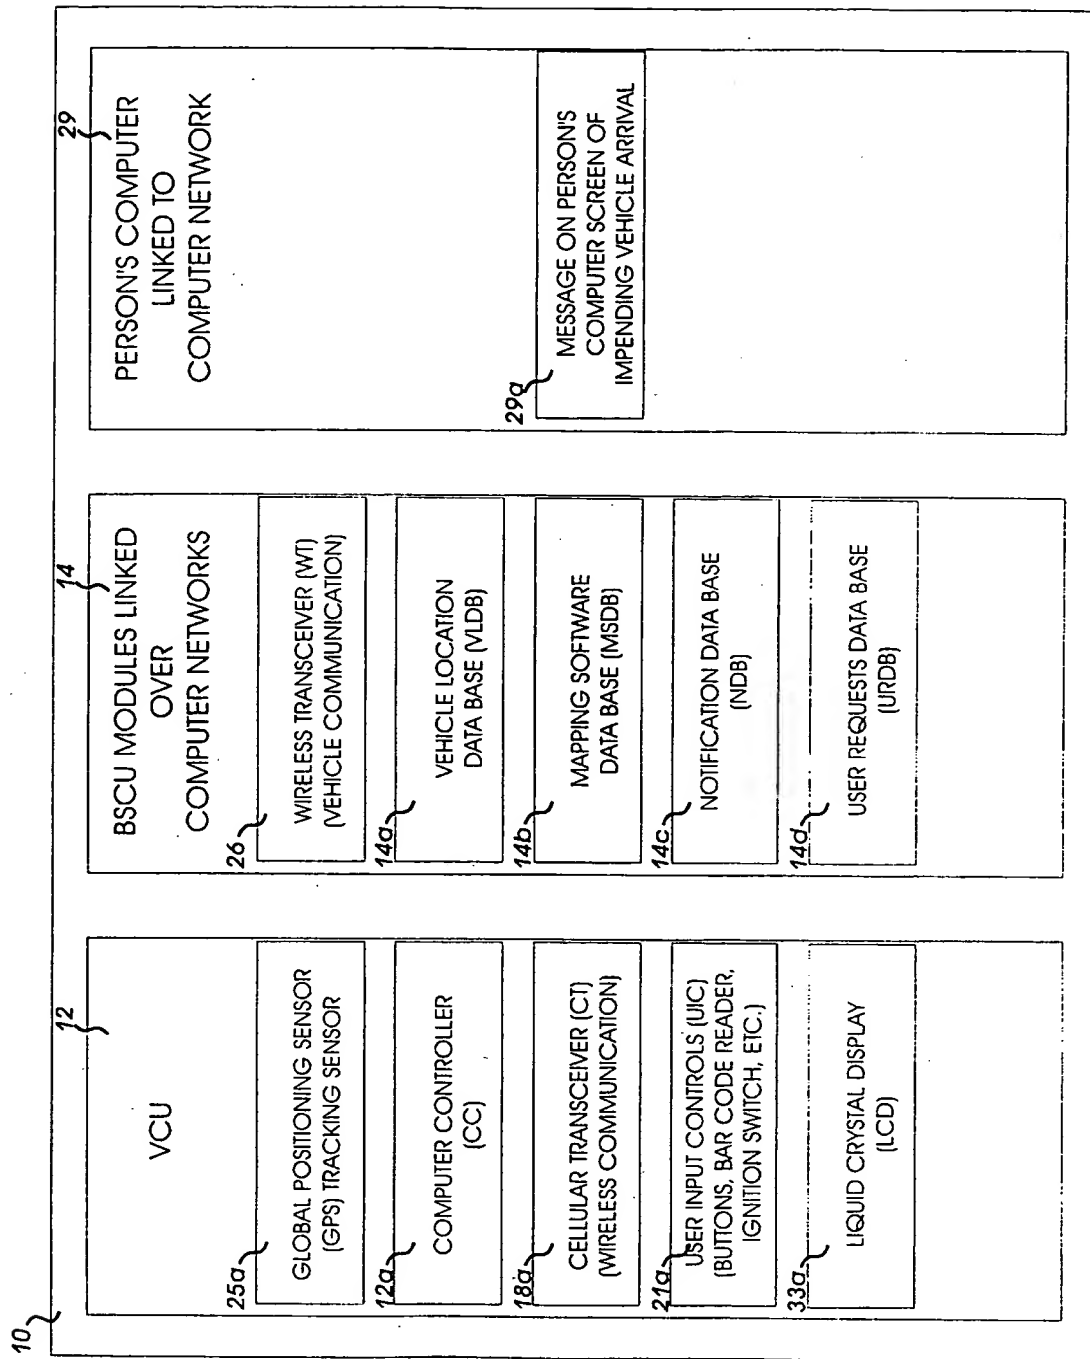 10
12
VCU
25a
GLOBAL POSITIONING SENSOR
(GPS) TRACKING SENSOR
12a
COMPUTER CONTROLLER
(CC)
18a
CELLULAR TRANSCEIVER (CT)
(WIRELESS COMMUNICATION)
21a
USER INPUT CONTROLS (UIC)
(BUTTONS, BAR CODE READER,
IGNITION SWITCH, ETC.)
33a
LIQUID CRYSTAL DISPLAY
(LCD)
14
BSCU MODULES LINKED
OVER
COMPUTER NETWORKS
26
WIRELESS TRANSCEIVER (WT)
(VEHICLE COMMUNICATION)
14a
VEHICLE LOCATION
DATA BASE (VLDB)
14b
MAPPING SOFTWARE
DATA BASE (MSDB)
14c
NOTIFICATION DATA BASE
(NDB)
14d
USER REQUESTS DATA BASE
(URDB)
29
PERSON'S COMPUTER
LINKED TO
COMPUTER NETWORK
29a
MESSAGE ON PERSON'S
COMPUTER SCREEN OF
IMPENDING VEHICLE ARRIVAL